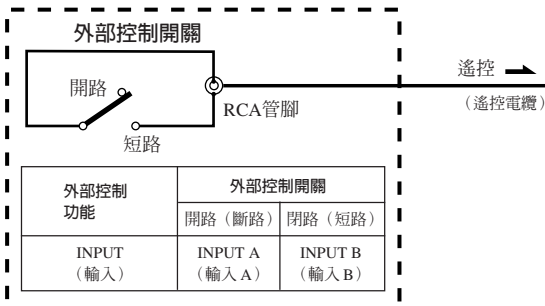 外部控制開關
開路
短路
RCA管腳
遙控
（遙控電纜）
外部控制
功能
外部控制開關
開路（斷路）
閉路（短路）
INPUT
（輸入）
INPUT A
（輸入 A）
INPUT B
（輸入 B）